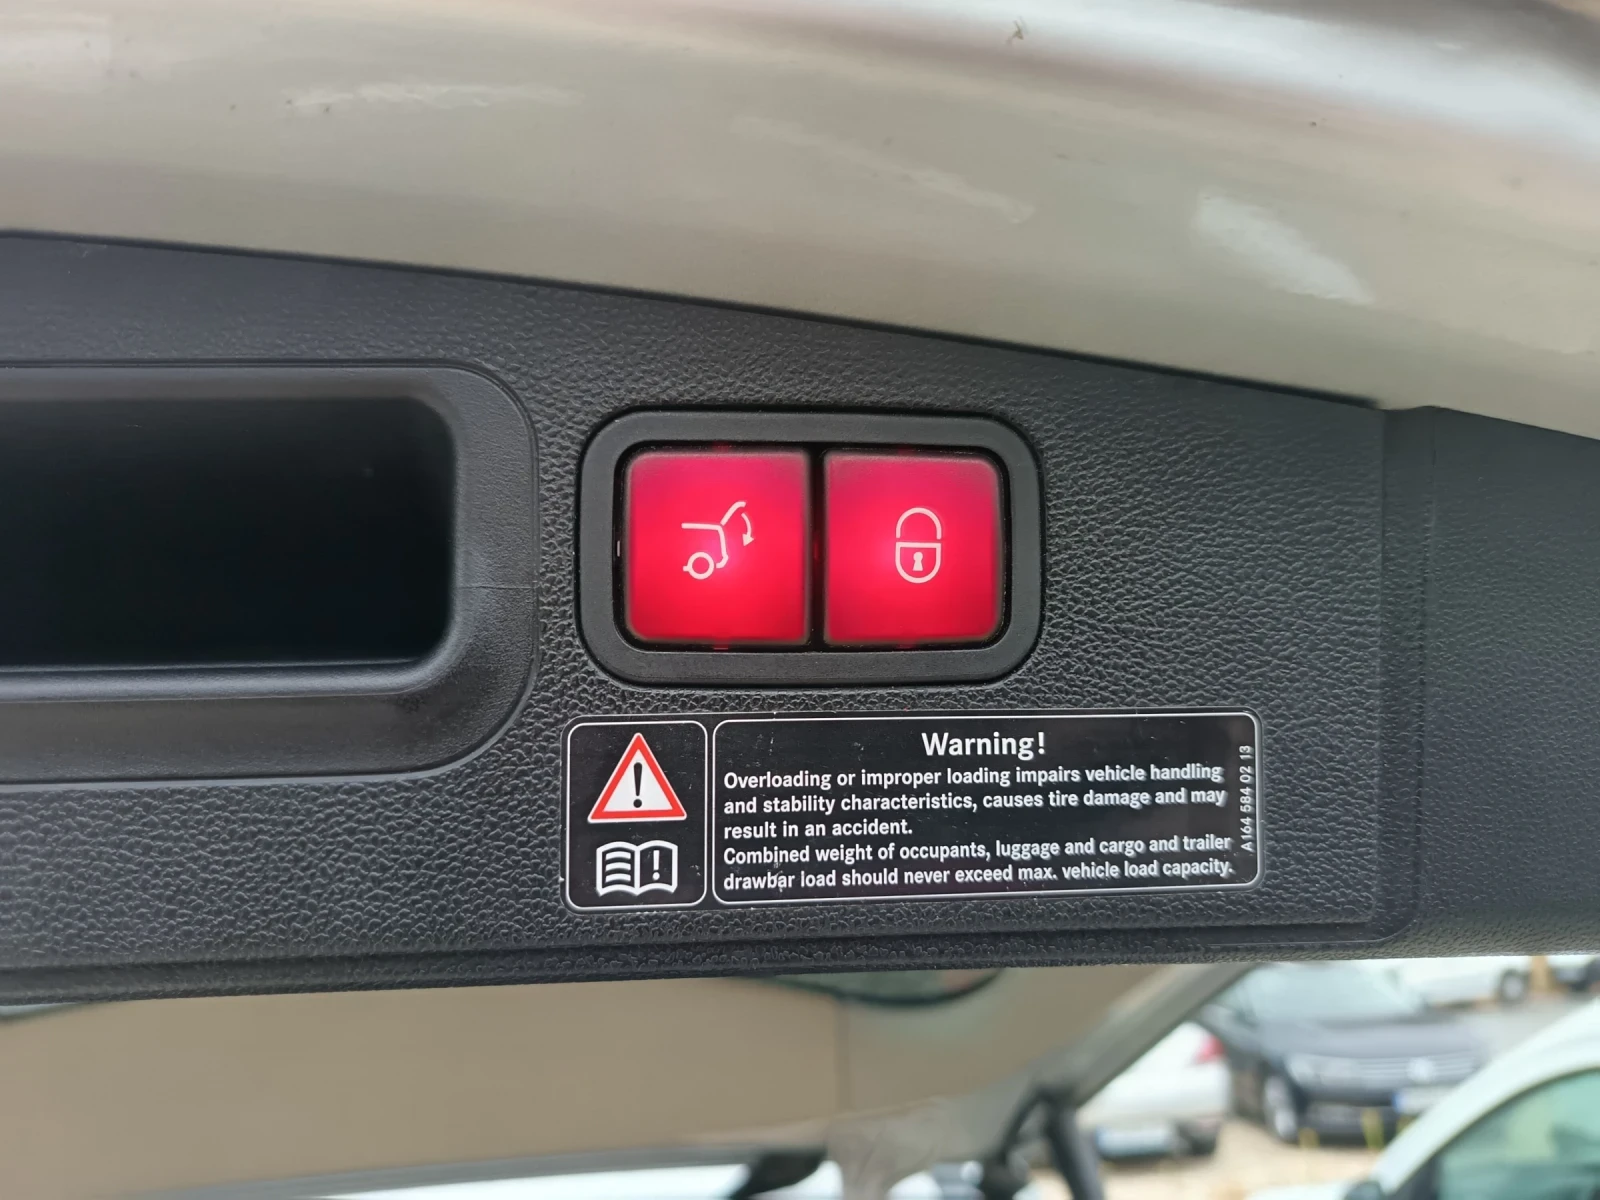 Warning!
Overloading or improper loading impairs vehicle handling
and stability characteristics, causes tire damage and may
result in an accident.
Combined weight of occupants, luggage and cargo and trailer
drawbar load should never exceed max. vehicle load capacity.
A164 584 02 13